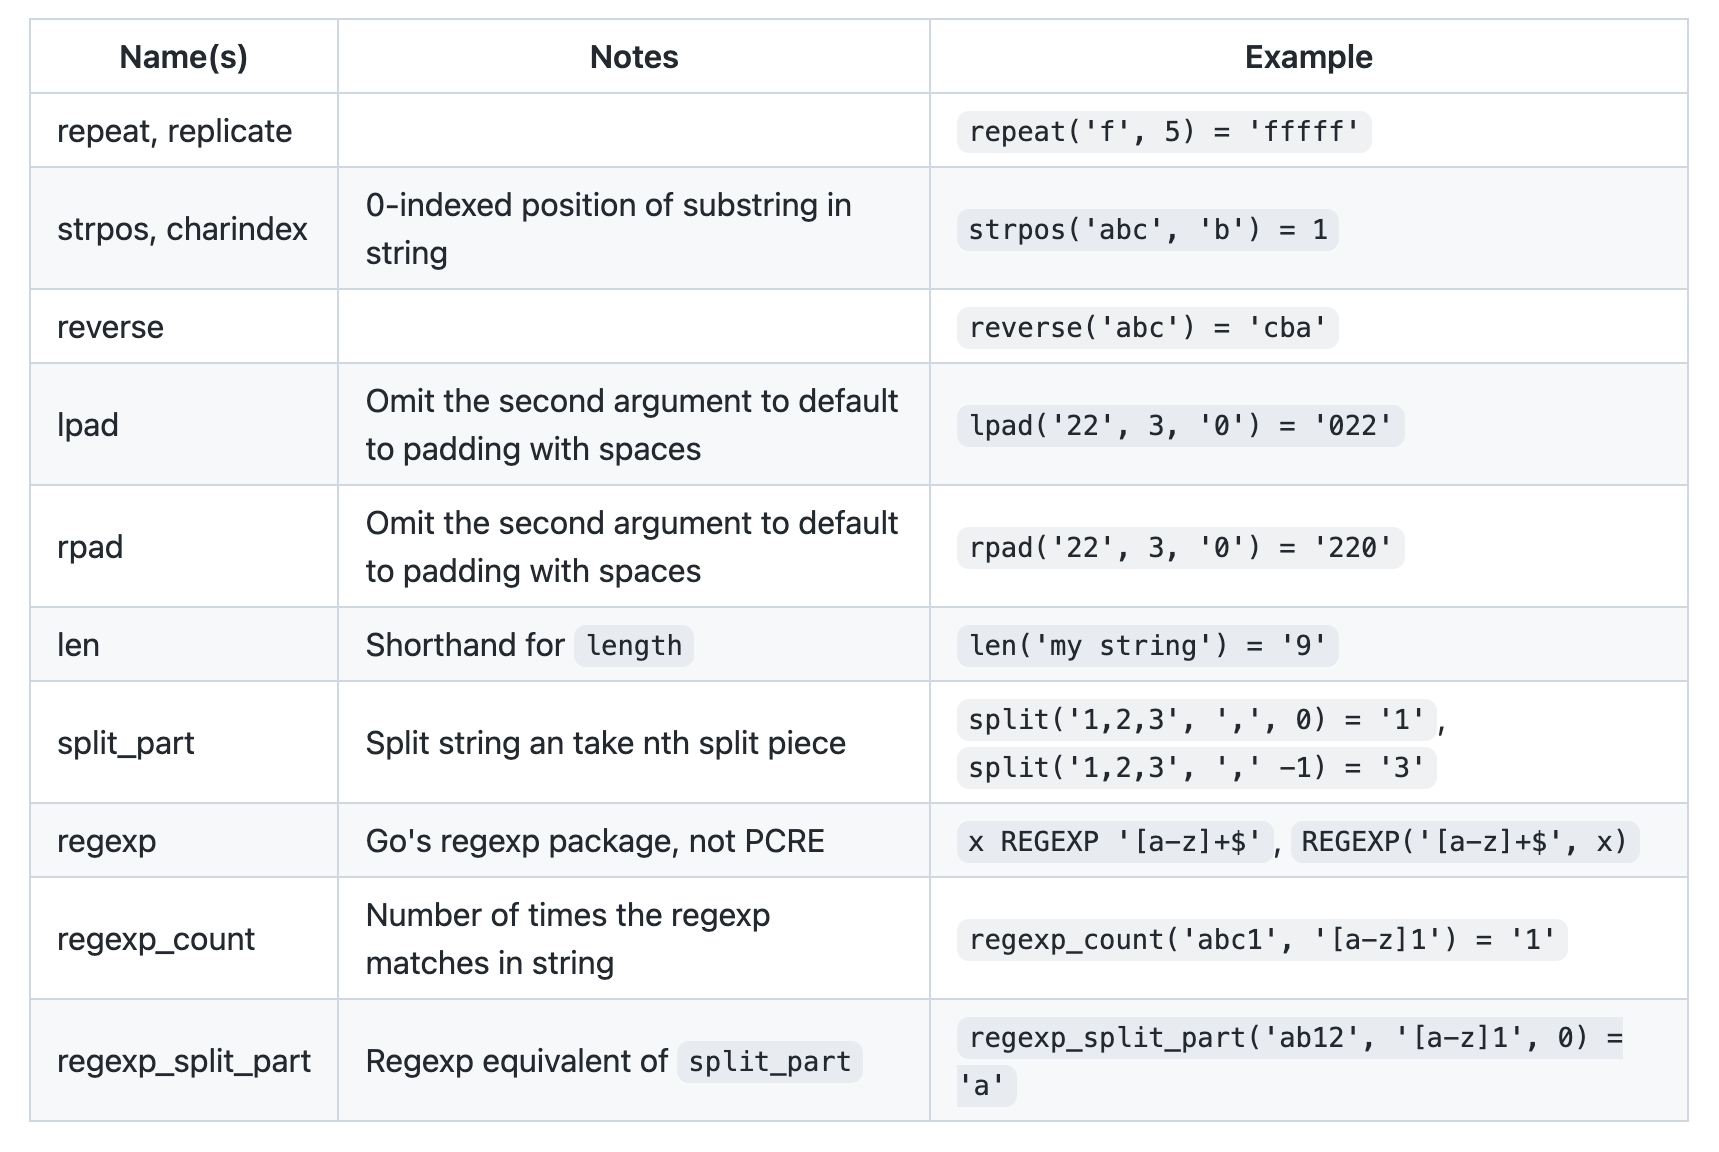 Name(s) Notes Example
repeat, replicate repeat('f', 5) = 'fffff'
strpos, charindex 0-indexed position of substring in
string strpos('abc', 'b') = 1
reverse reverse('abc') = 'cba'
lpad Omit the second argument to default
to padding with spaces lpad('22', 3, '0') = '022'
rpad Omit the second argument to default
to padding with spaces rpad('22', 3, '0') = '220'
len Shorthand for length len('my string') = '9'
split_part Split string an take nth split piece split('1,2,3', ',', 0) = '1',
split('1,2,3', ',' -1) = '3'
regexp Go's regexp package, not PCRE x REGEXP '[a-z]+$', REGEXP('[a-z]+$', x)
regexp_count Number of times the regexp
matches in string regexp_count('abc1', '[a-z]1') = '1'
regexp_split_part Regexp equivalent of split_part regexp_split_part('ab12', '[a-z]1', 0) =
'a'